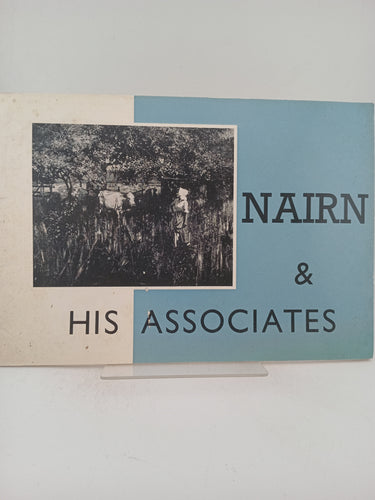 NAIRN
&
HIS ASSOCIATES